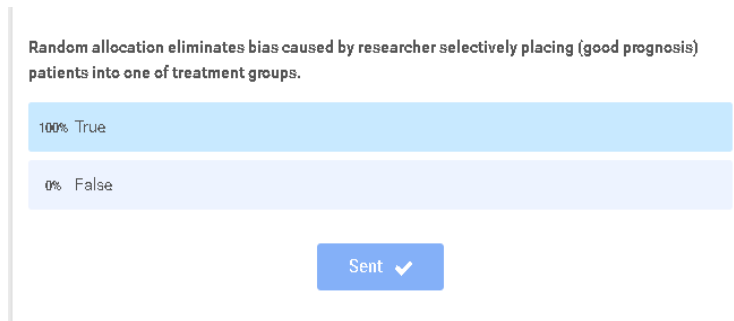 Random allocation eliminates bias caused by researcher selectively placing (good prognosis)
patients into one of treatment groups.
100% True
0% False
Sent ✔